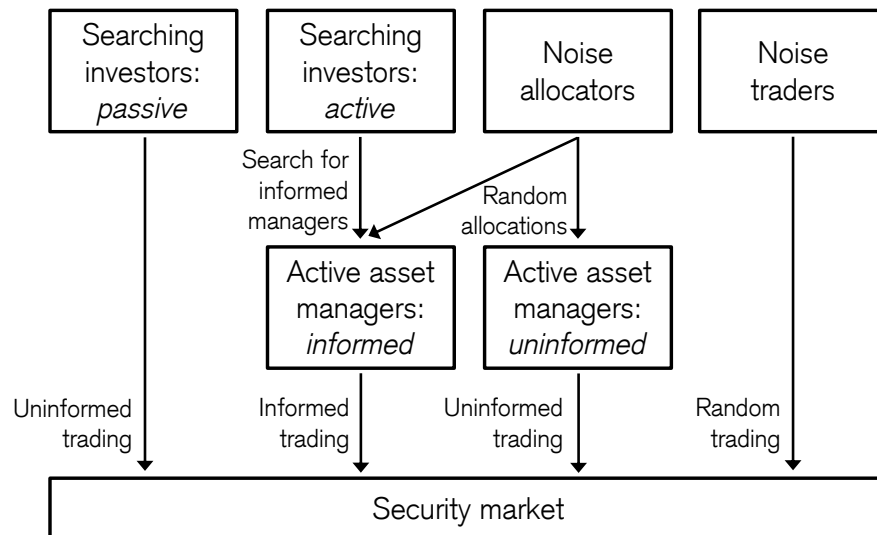 Searching
investors:
passive
Searching
investors:
active
Noise
allocators
Noise
traders
Search for
informed
managers
Random
allocations
Active asset
managers:
informed
Active asset
managers:
uninformed
Uninformed
trading
Informed
trading
Uninformed
trading
Random
trading
Security market